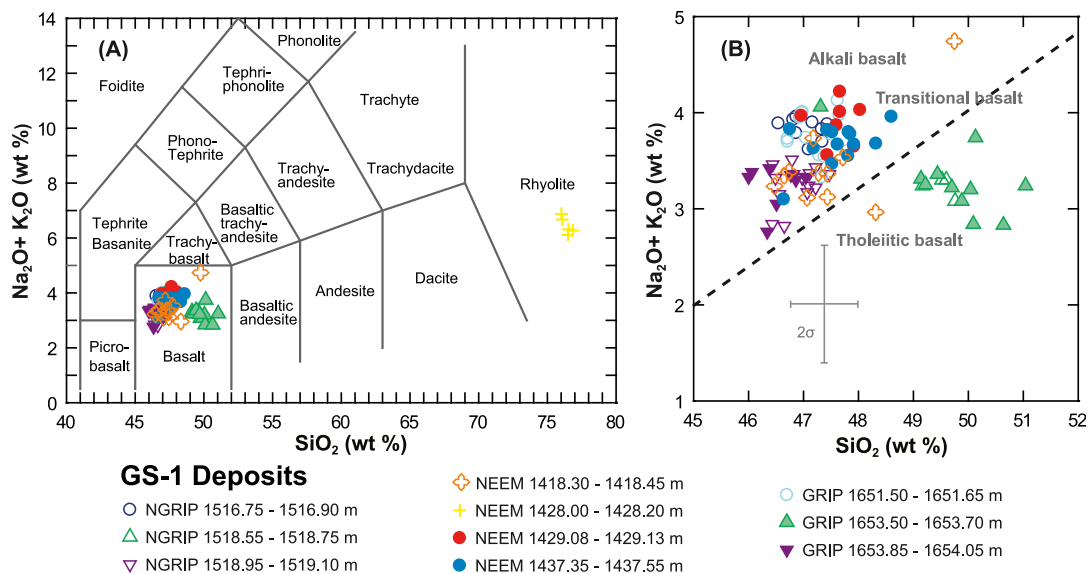 (A)
Foidite
Phonolite
Tephri-
phonolite
Trachyte
Phono-
Tephrite
Trachy-
andesite
Trachydacite
Rhyolite
Tephrite
Basanite
Basaltic
trachy-
andesite
Trachy-
basalt
Dacite
Andesite
Basaltic
andesite
Picro-
basalt
Basalt
14
12
10
8
6
4
2
0
40 45 50 55 60 65 70 75 80
Na2O+ K2O (wt %)
SiO2 (wt %)
(B)
Alkali basalt
Transitional basalt
Tholeiitic basalt
2σ
5
4
3
2
1
45 46 47 48 49 50 51 52
Na2O+ K2O (wt %)
SiO2 (wt %)
GS-1 Deposits
NGRIP 1516.75 - 1516.90 m
NGRIP 1518.55 - 1518.75 m
NGRIP 1518.95 - 1519.10 m
NEEM 1418.30 - 1418.45 m
NEEM 1428.00 - 1428.20 m
NEEM 1429.08 - 1429.13 m
NEEM 1437.35 - 1437.55 m
GRIP 1651.50 - 1651.65 m
GRIP 1653.50 - 1653.70 m
GRIP 1653.85 - 1654.05 m